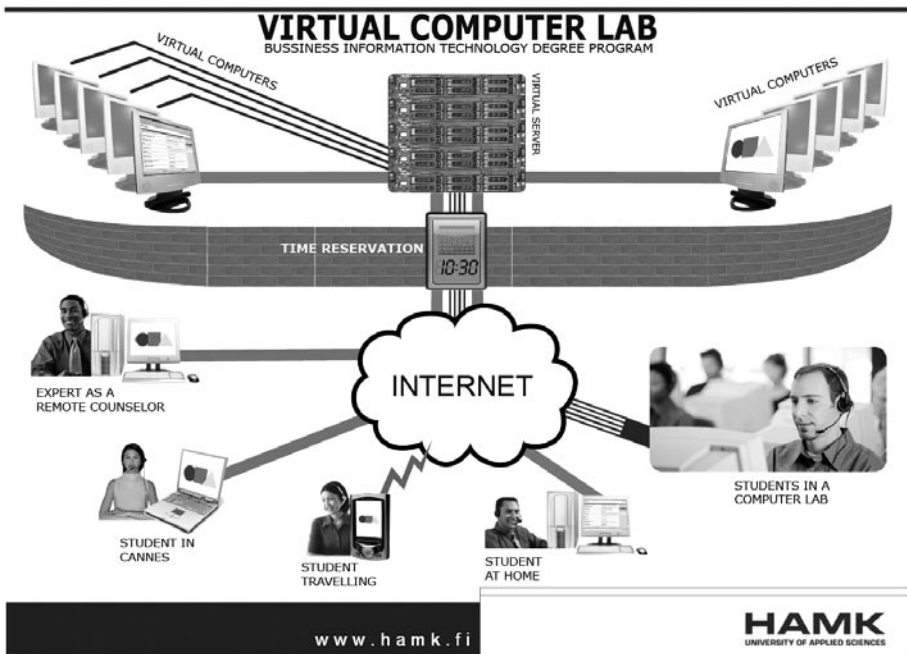 VIRTUAL COMPUTER LAB
BUSSINESS INFORMATION TECHNOLOGY DEGREE PROGRAM
VIRTUAL COMPUTERS
VIRTUAL SERVER
VIRTUAL COMPUTERS
TIME RESERVATION
10:30
INTERNET
EXPERT AS A
REMOTE COUNSELOR
STUDENT IN
CANNES
STUDENT
TRAVELLING
STUDENT
AT HOME
STUDENTS IN A
COMPUTER LAB
www.hamk.fi
HAMK
UNIVERSITY OF APPLIED SCIENCES